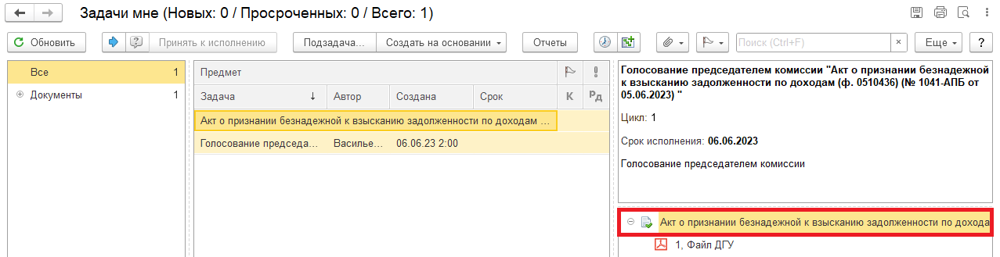 Задачи мне (Новых: 0 / Просроченных: 0 / Всего: 1)
Обновить
Принять к исполнению
Подзадача...
Создать на основании
Отчеты
Поиск (Ctrl+F)
×
Еще
?
Все 1
Документы 1
Предмет
Задача ↓ Автор Создана Срок К Рд
Акт о признании безнадежной к взысканию задолженности по доходам ...
Голосование председа... Василье... 06.06.23 2:00
Голосование председателем комиссии "Акт о признании безнадежной
к взысканию задолженности по доходам (ф. 0510436) (№ 1041-АПБ от
05.06.2023) "
Цикл: 1
Срок исполнения: 06.06.2023
Голосование председателем комиссии
Акт о признании безнадежной к взысканию задолженности по дохода
1, Файл ДГУ